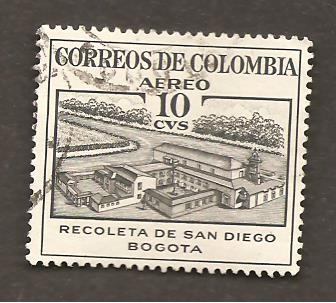 CORREOS DE COLOMBIA
AEREO
10
CVS
RECOLETA DE SAN DIEGO
BOGOTA